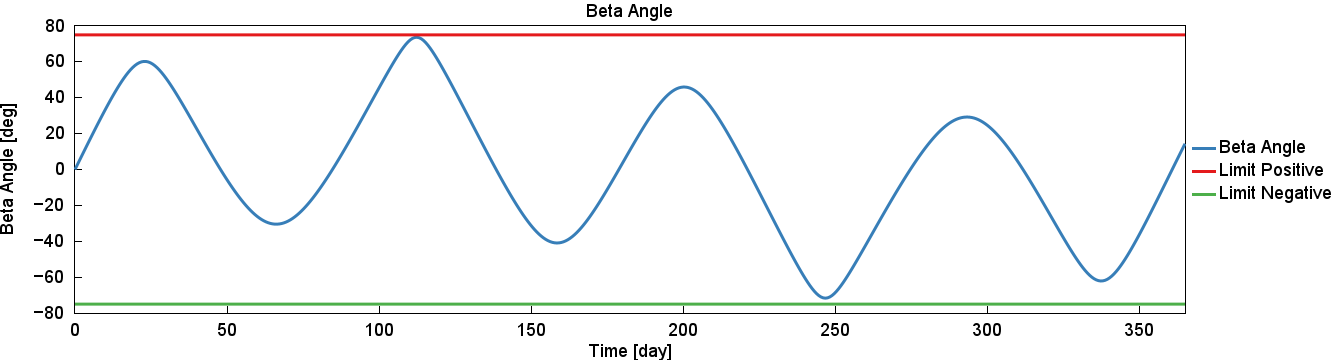 Beta Angle
80
60
40
20
0
−20
−40
−60
−80
Beta Angle [deg]
0 50 100 150 200 250 300 350
Time [day]
Beta Angle
Limit Positive
Limit Negative